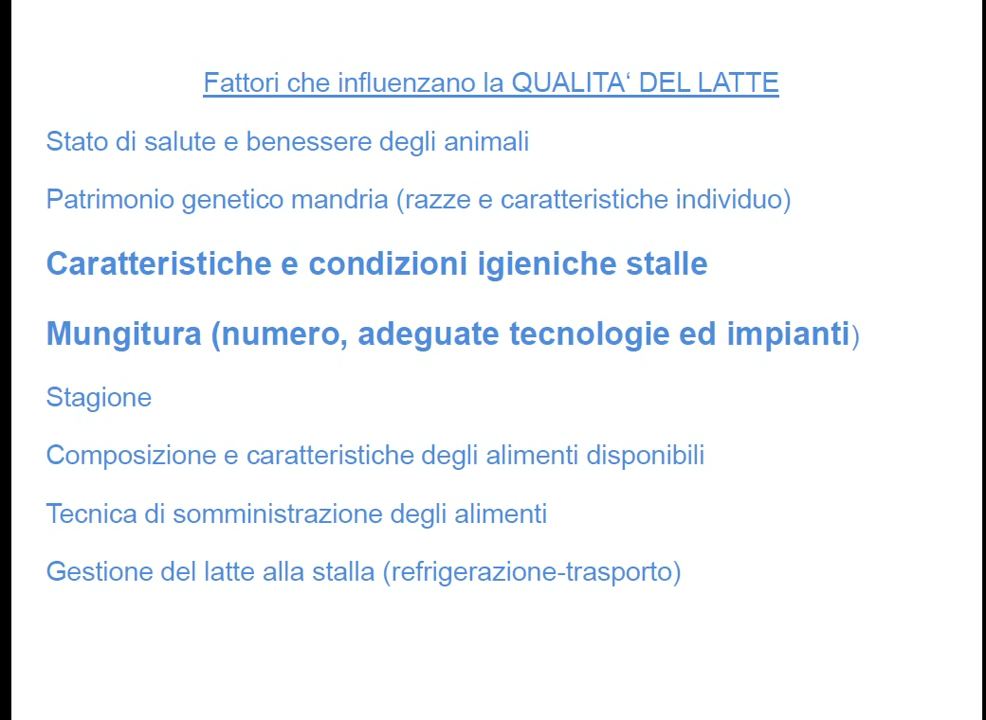 Fattori che influenzano la QUALITA‘ DEL LATTE
Stato di salute e benessere degli animali
Patrimonio genetico mandria (razze e caratteristiche individuo)
Caratteristiche e condizioni igieniche stalle
Mungitura (numero, adeguate tecnologie ed impianti)
Stagione
Composizione e caratteristiche degli alimenti disponibili
Tecnica di somministrazione degli alimenti
Gestione del latte alla stalla (refrigerazione-trasporto)